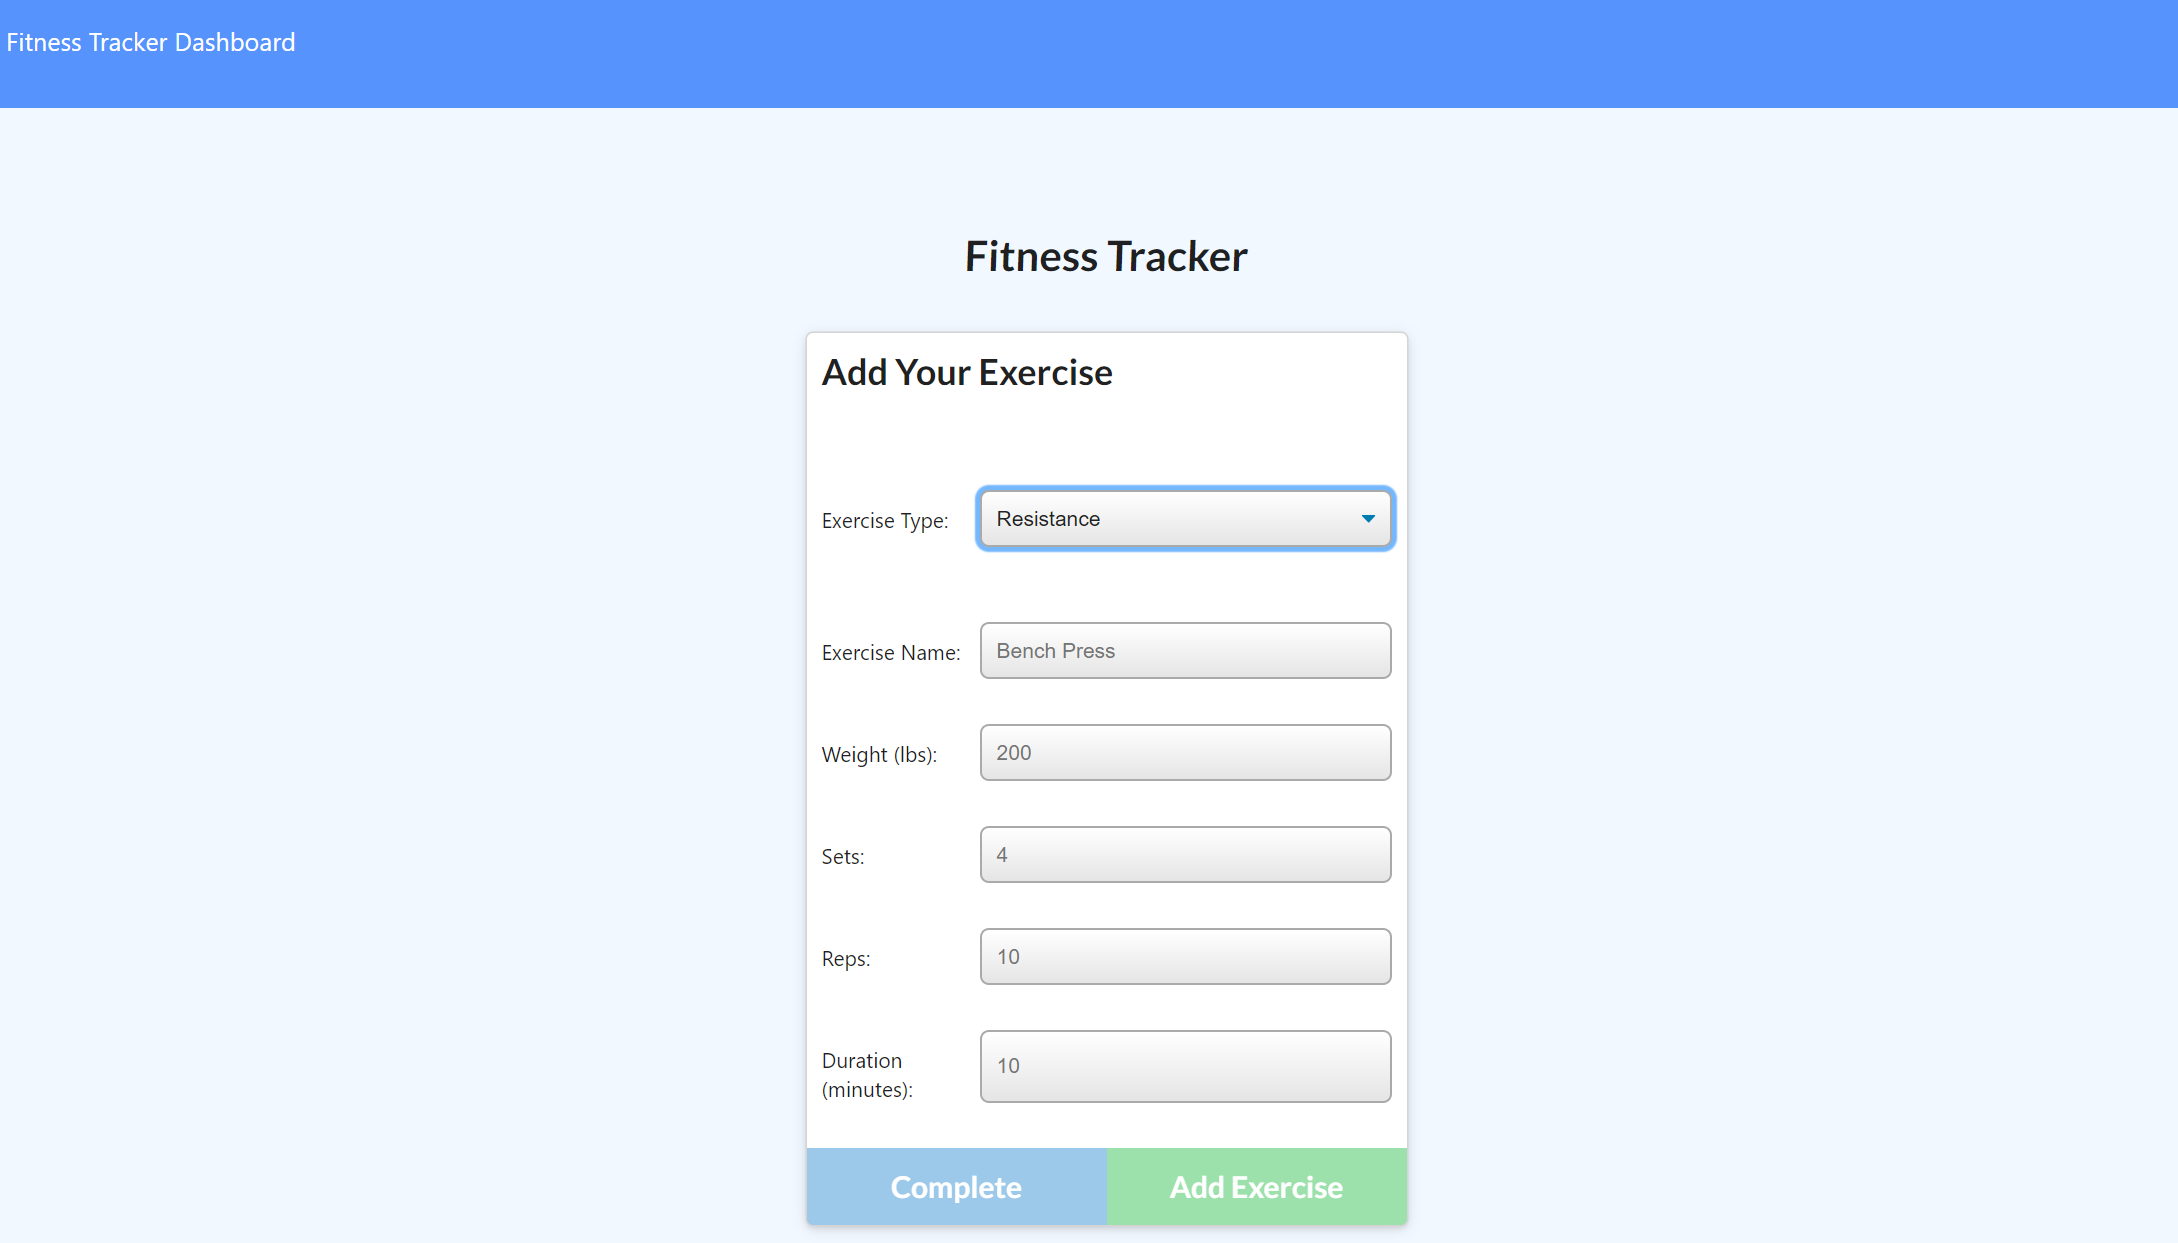 Fitness Tracker Dashboard
Fitness Tracker
Add Your Exercise
Exercise Type: Resistance
Exercise Name: Bench Press
Weight (lbs): 200
Sets: 4
Reps: 10
Duration
(minutes): 10
Complete Add Exercise